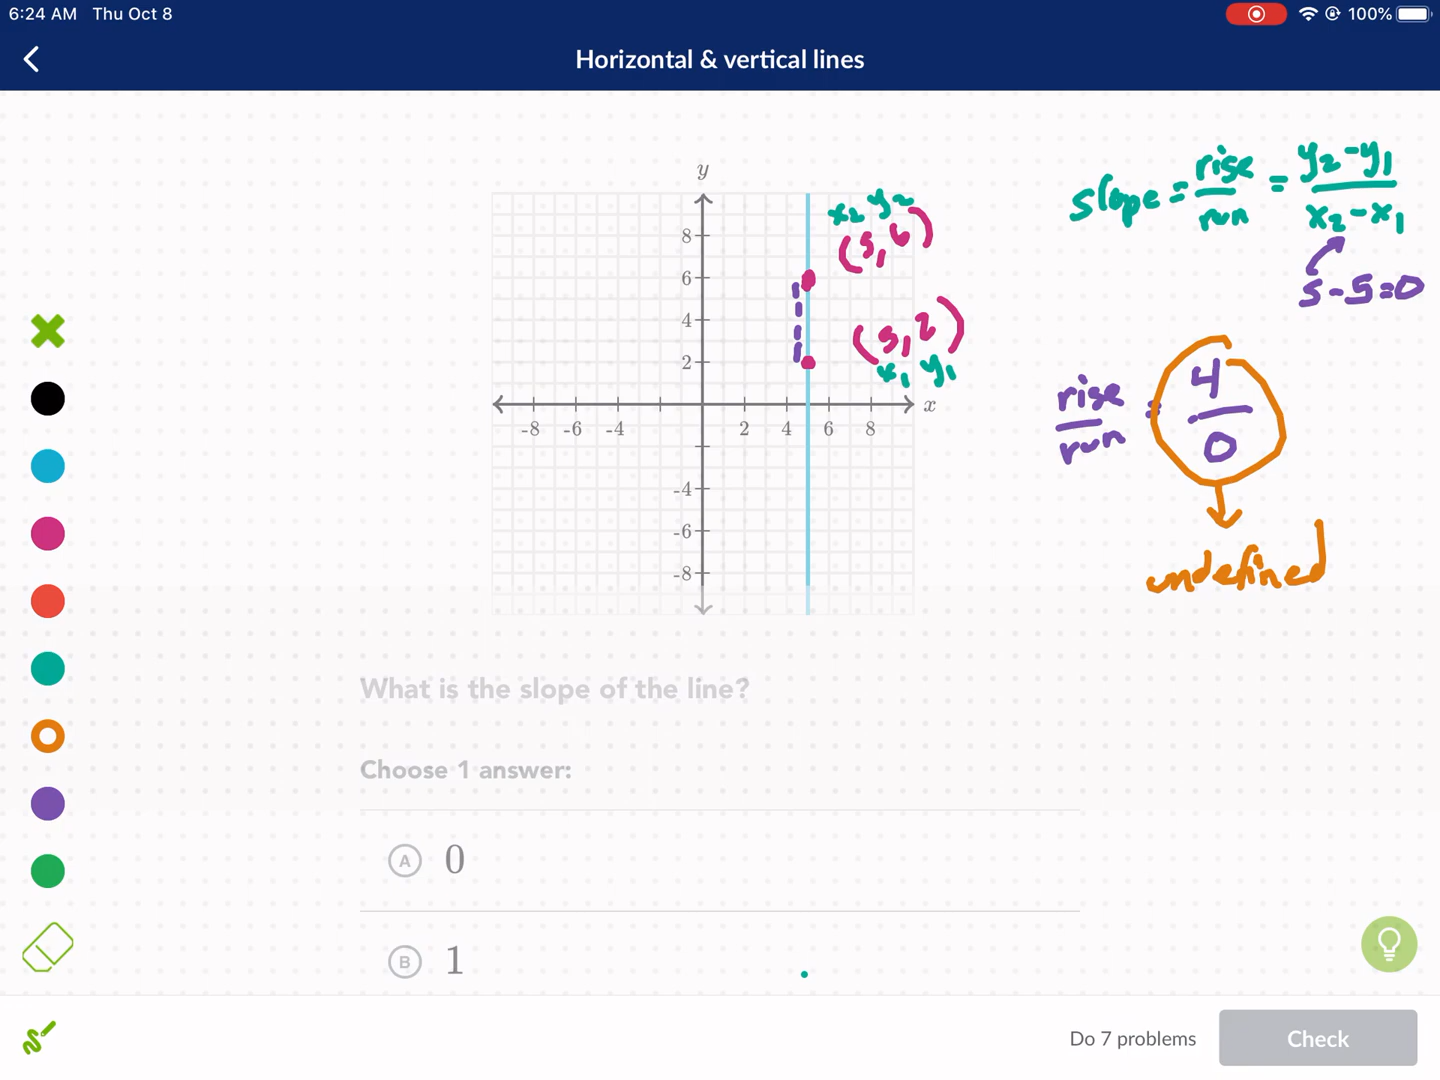 6:24 AM Thu Oct 8
100%
Horizontal & vertical lines
slope = rise/run = y2-y1/x2-x1
5-5=0
y
x2 y2
(5,6)
(5,2)
x1 y1
8
6
4
2
x
-8 -6 -4 2 4 6 8
-4
-6
-8
rise/run = 4/0
undefined
What is the slope of the line?
Choose 1 answer:
A 0
B 1
Do 7 problems
Check